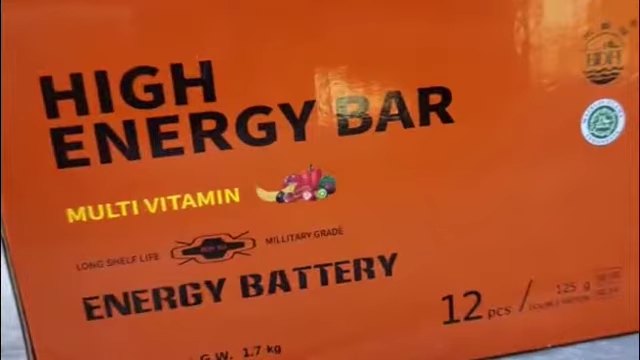 HIGH
ENERGY BAR
MULTI VITAMIN
LONG SHELF LIFE
MILLITARY GRADE
ENERGY BATTERY
12 pcs / 125 g
G.W. 1.7 kg